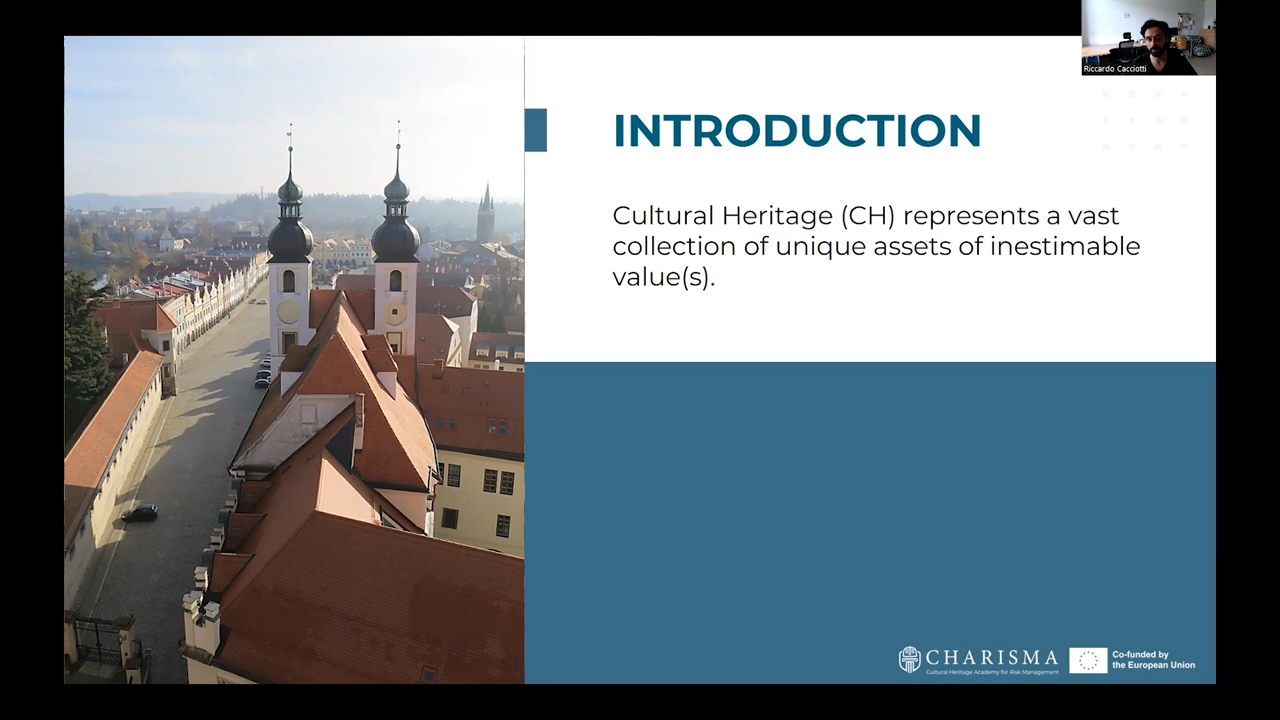 Riccardo Cacciotti
INTRODUCTION
Cultural Heritage (CH) represents a vast
collection of unique assets of inestimable
value(s).
CHARISMA
Cultural Heritage Academy for Risk Management
Co-funded by
the European Union